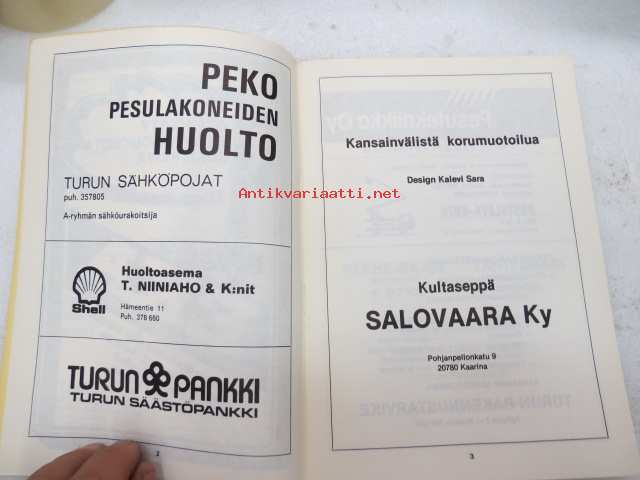 PEKO
PESULAKONEIDEN
HUOLTO
TURUN SÄHKÖPOJAT
puh. 357805
A-ryhmän sähköurakoitsija
Huoltoasema
T. NIINIAHO & K:nit
Hämeentie 11
Puh. 378 660
Shell
TURUN PANKKI
TURUN SÄÄSTÖPANKKI
2
Kansainvälistä korumuotoilua
Design Kalevi Sara
Kultaseppä
SALOVAARA Ky
Pohjanpellonkatu 9
20780 Kaarina
3
Antikvariaatti.net